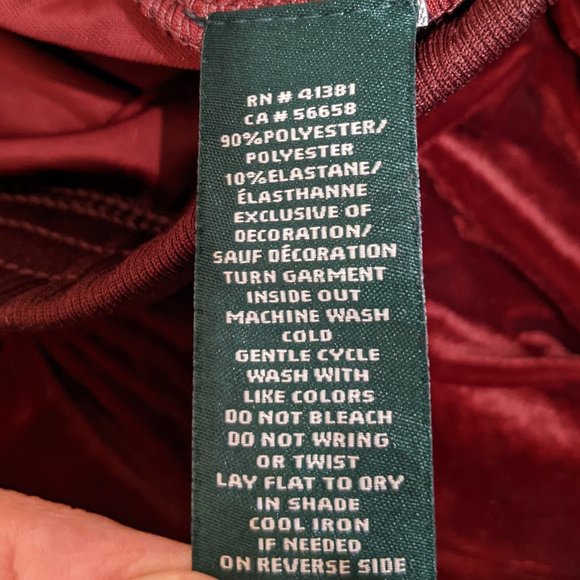 RN # 41381
CA # 56658
90%POLYESTER/
POLYESTER
10%ELASTANE/
ÉLASTHANNE
EXCLUSIVE OF
DECORATION/
SAUF DÉCORATION
TURN GARMENT
INSIDE OUT
MACHINE WASH
COLD
GENTLE CYCLE
WASH WITH
LIKE COLORS
DO NOT BLEACH
DO NOT WRING
OR TWIST
LAY FLAT TO DRY
IN SHADE
COOL IRON
IF NEEDED
ON REVERSE SIDE